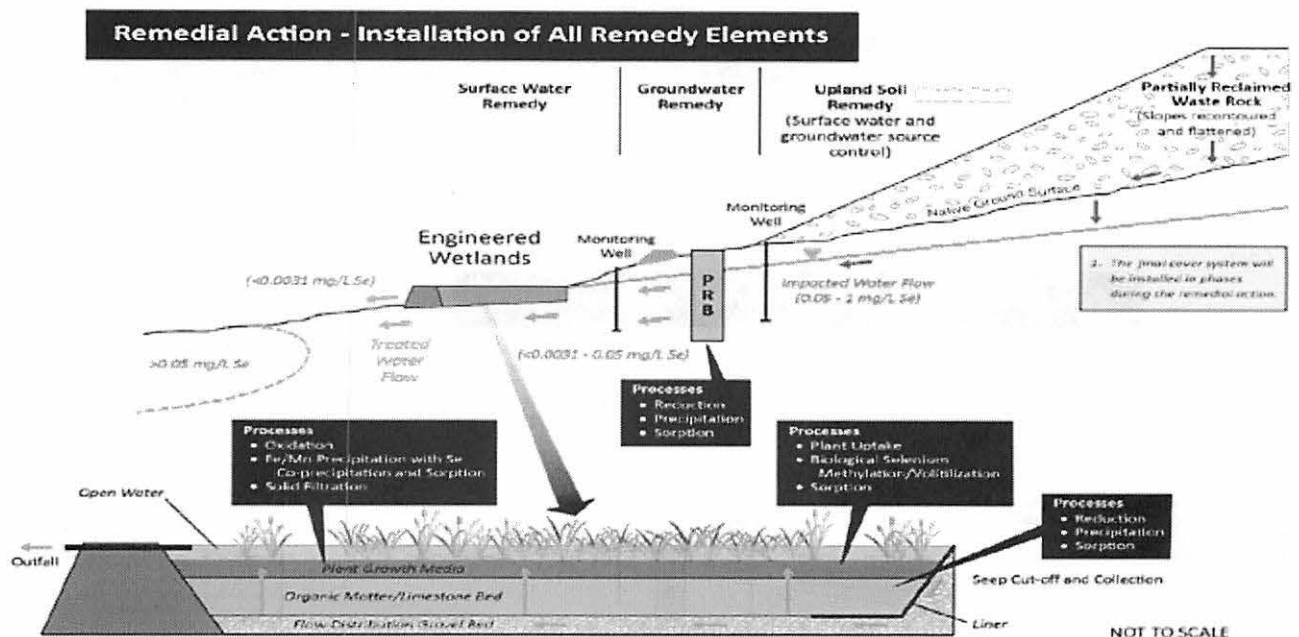 Remedial Action - Installation of All Remedy Elements
Surface Water
Remedy
Groundwater
Remedy
Upland Soil
Remedy
(Surface water and
groundwater source
control)
Partially Reclaimed
Waste Rock
(Slopes recontoured
and flattened)
Native Ground Surface
Monitoring
Well
Monitoring
Well
Engineered
Wetlands
(<0.0031 mg/L Se)
PRB
Impacted Water Flow
(0.05 - 1 mg/L Se)
The final cover system will
be installed in phases
during the remedial action.
>0.05 mg/L Se
Treated
Water
Flow
(<0.0031 - 0.05 mg/L Se)
Processes
• Reduction
• Precipitation
• Sorption
Processes
• Oxidation
• Fe/Mn Precipitation with Se
Co-precipitation and Sorption
• Solid Filtration
Processes
• Plant Uptake
• Biological Selenium
Methylation/Volitilization
• Sorption
Processes
• Reduction
• Precipitation
• Sorption
Open Water
Outfall
Plant Growth Media
Organic Matter/Limestone Bed
Flow Distribution Gravel Bed
Seep Cut-off and Collection
Liner
NOT TO SCALE